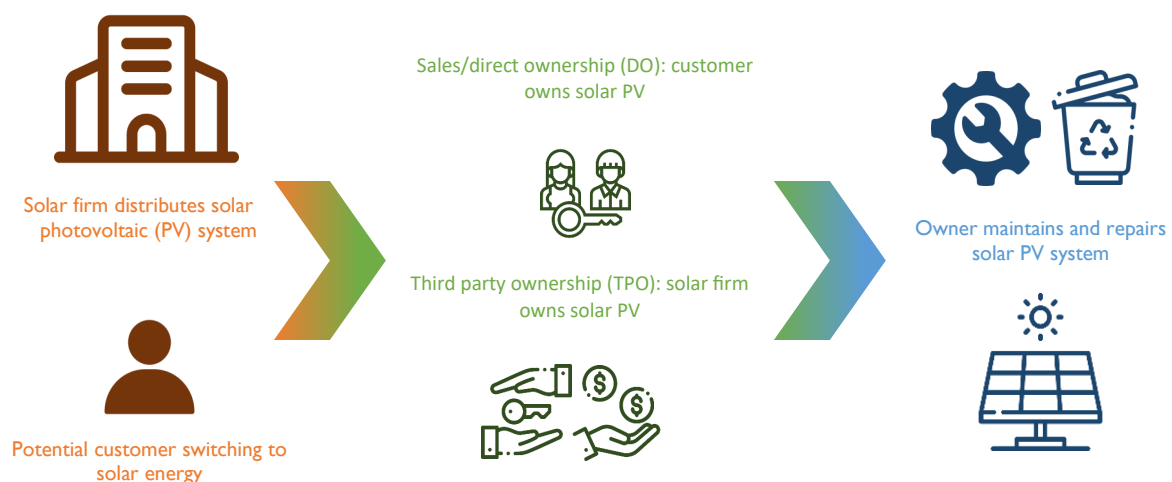 Solar firm distributes solar
photovoltaic (PV) system
Potential customer switching to
solar energy
Sales/direct ownership (DO): customer
owns solar PV
$
$
Third party ownership (TPO): solar firm
owns solar PV
Owner maintains and repairs
solar PV system